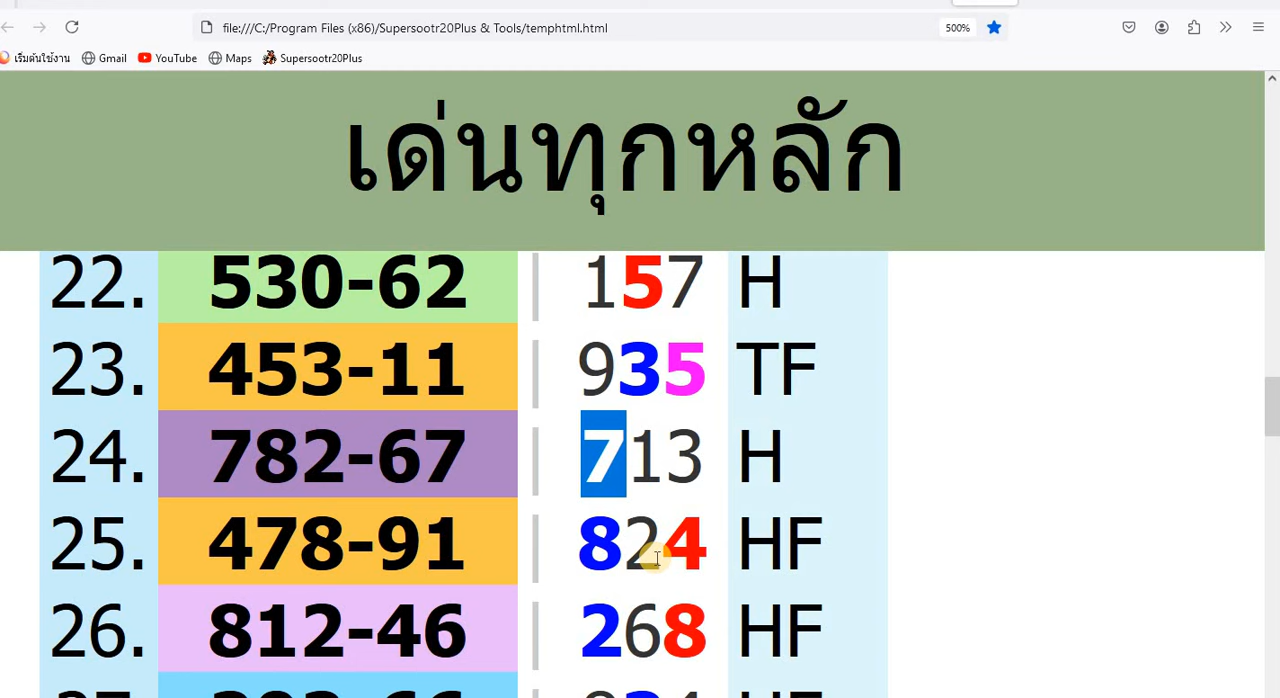 file:///C:/Program Files (x86)/Supersootr20Plus & Tools/temphtml.html 500%
เริ่มต้นใช้งาน Gmail YouTube Maps Supersootr20Plus
เด่นทุกหลัก
22. 530-62 157 H
23. 453-11 935 TF
24. 782-67 713 H
25. 478-91 824 HF
26. 812-46 268 HF